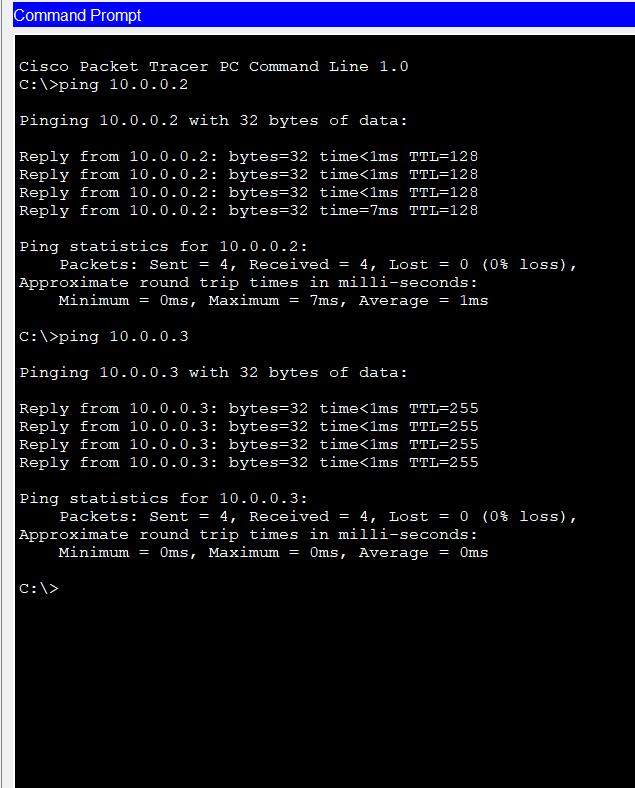 Command Prompt
Cisco Packet Tracer PC Command Line 1.0
C:\>ping 10.0.0.2
Pinging 10.0.0.2 with 32 bytes of data:
Reply from 10.0.0.2: bytes=32 time<1ms TTL=128
Reply from 10.0.0.2: bytes=32 time<1ms TTL=128
Reply from 10.0.0.2: bytes=32 time<1ms TTL=128
Reply from 10.0.0.2: bytes=32 time=7ms TTL=128
Ping statistics for 10.0.0.2:
Packets: Sent = 4, Received = 4, Lost = 0 (0% loss),
Approximate round trip times in milli-seconds:
Minimum = 0ms, Maximum = 7ms, Average = 1ms
C:\>ping 10.0.0.3
Pinging 10.0.0.3 with 32 bytes of data:
Reply from 10.0.0.3: bytes=32 time<1ms TTL=255
Reply from 10.0.0.3: bytes=32 time<1ms TTL=255
Reply from 10.0.0.3: bytes=32 time<1ms TTL=255
Reply from 10.0.0.3: bytes=32 time<1ms TTL=255
Ping statistics for 10.0.0.3:
Packets: Sent = 4, Received = 4, Lost = 0 (0% loss),
Approximate round trip times in milli-seconds:
Minimum = 0ms, Maximum = 0ms, Average = 0ms
C:\>